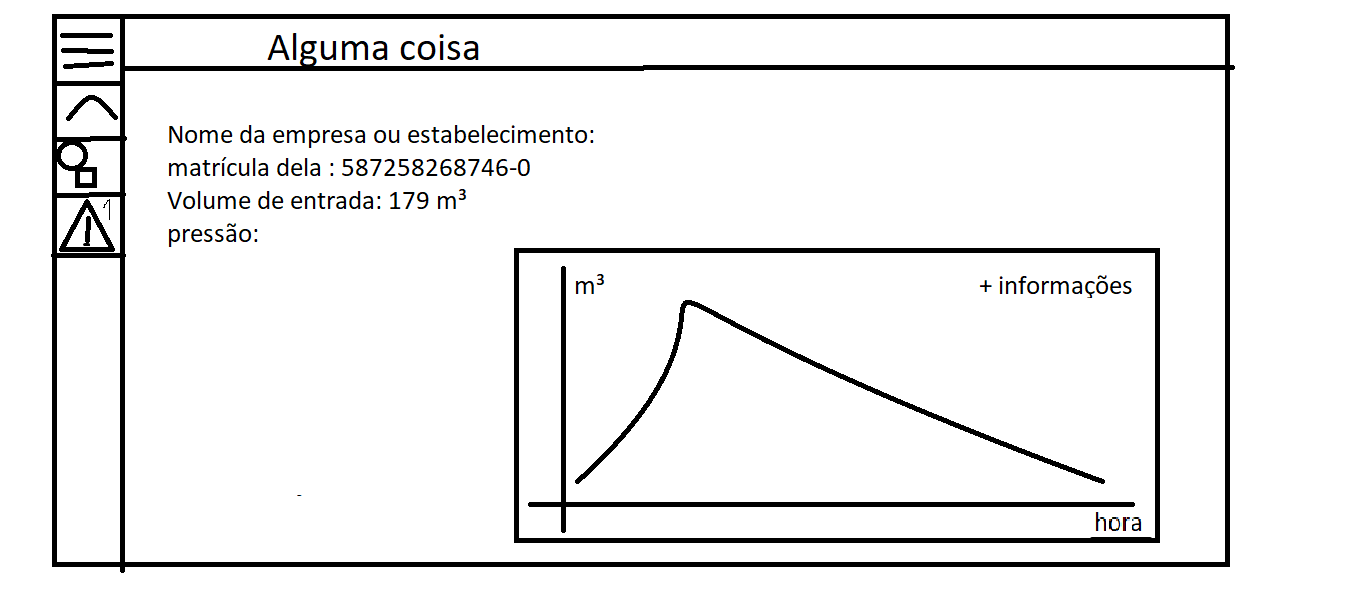 Alguma coisa
Nome da empresa ou estabelecimento:
matrícula dela : 587258268746-0
Volume de entrada: 179 m³
pressão:
1
m³
+ informações
hora